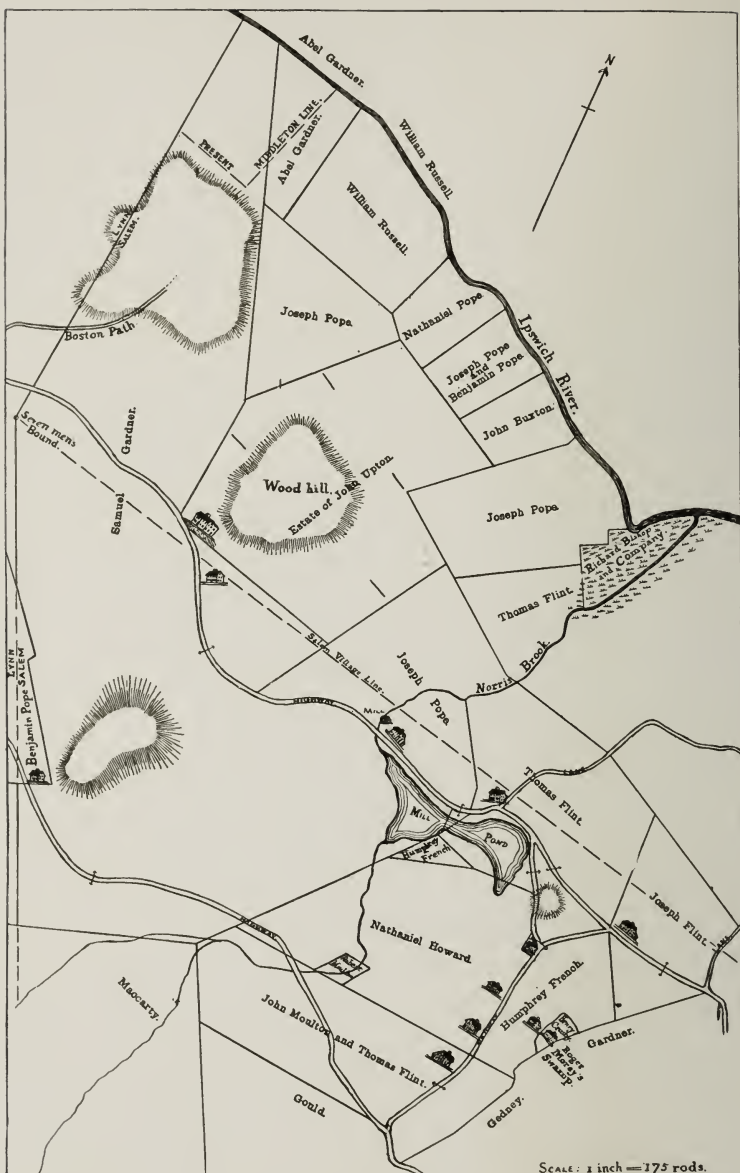 Abel Gardner.
N
PRESENT
MIDDLETON LINE.
Abel Gardner.
William Russell.
William Russell.
LYNN
SALEM.
Boston Path
Joseph Pope.
Nathaniel Pope.
Ipswich River.
Joseph Pope
and
Benjamin Pope.
John Buxton.
Seven men's
Bound.
Samuel Gardner.
Wood hill.
Estate of John Upton.
Joseph Pope
Richard Bishop
and Company
Thomas Flint.
Norris Brook.
Salem Village Line.
Joseph
Pope.
HIGHWAY
MILL
LYNN
Benjamin Pope SALEM
Thomas Flint.
LANE
MILL
POND
Humphrey
French
Nathaniel Howard.
Joseph Flint.
LANE
HIGHWAY
Maccarty.
John Moulton and Thomas Flint.
Humphrey French.
Roger
Morey's
Swamp.
Gardner.
Gedney.
Gould.
SCALE: 1 inch = 175 rods.